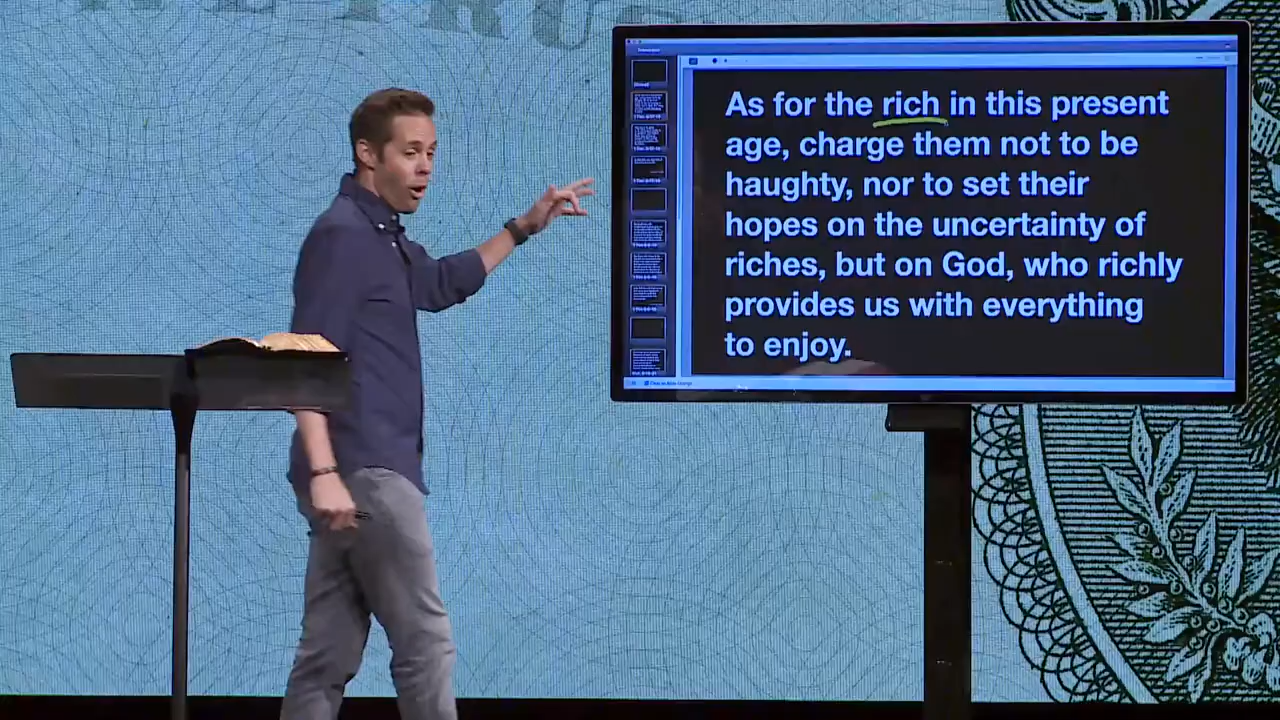 As for the rich in this present
age, charge them not to be
haughty, nor to set their
hopes on the uncertainty of
riches, but on God, who richly
provides us with everything
to enjoy.